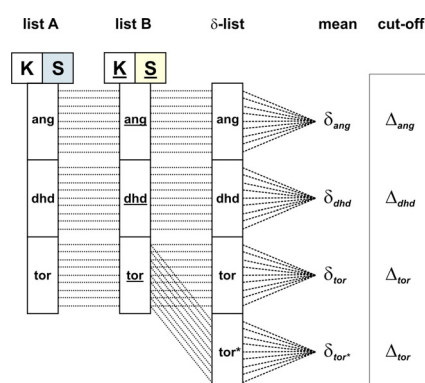 list A list B δ-list mean cut-off
K S K S
ang ang ang δang Δang
dhd dhd dhd δdhd Δdhd
tor tor tor δtor Δtor
tor* δtor* Δtor